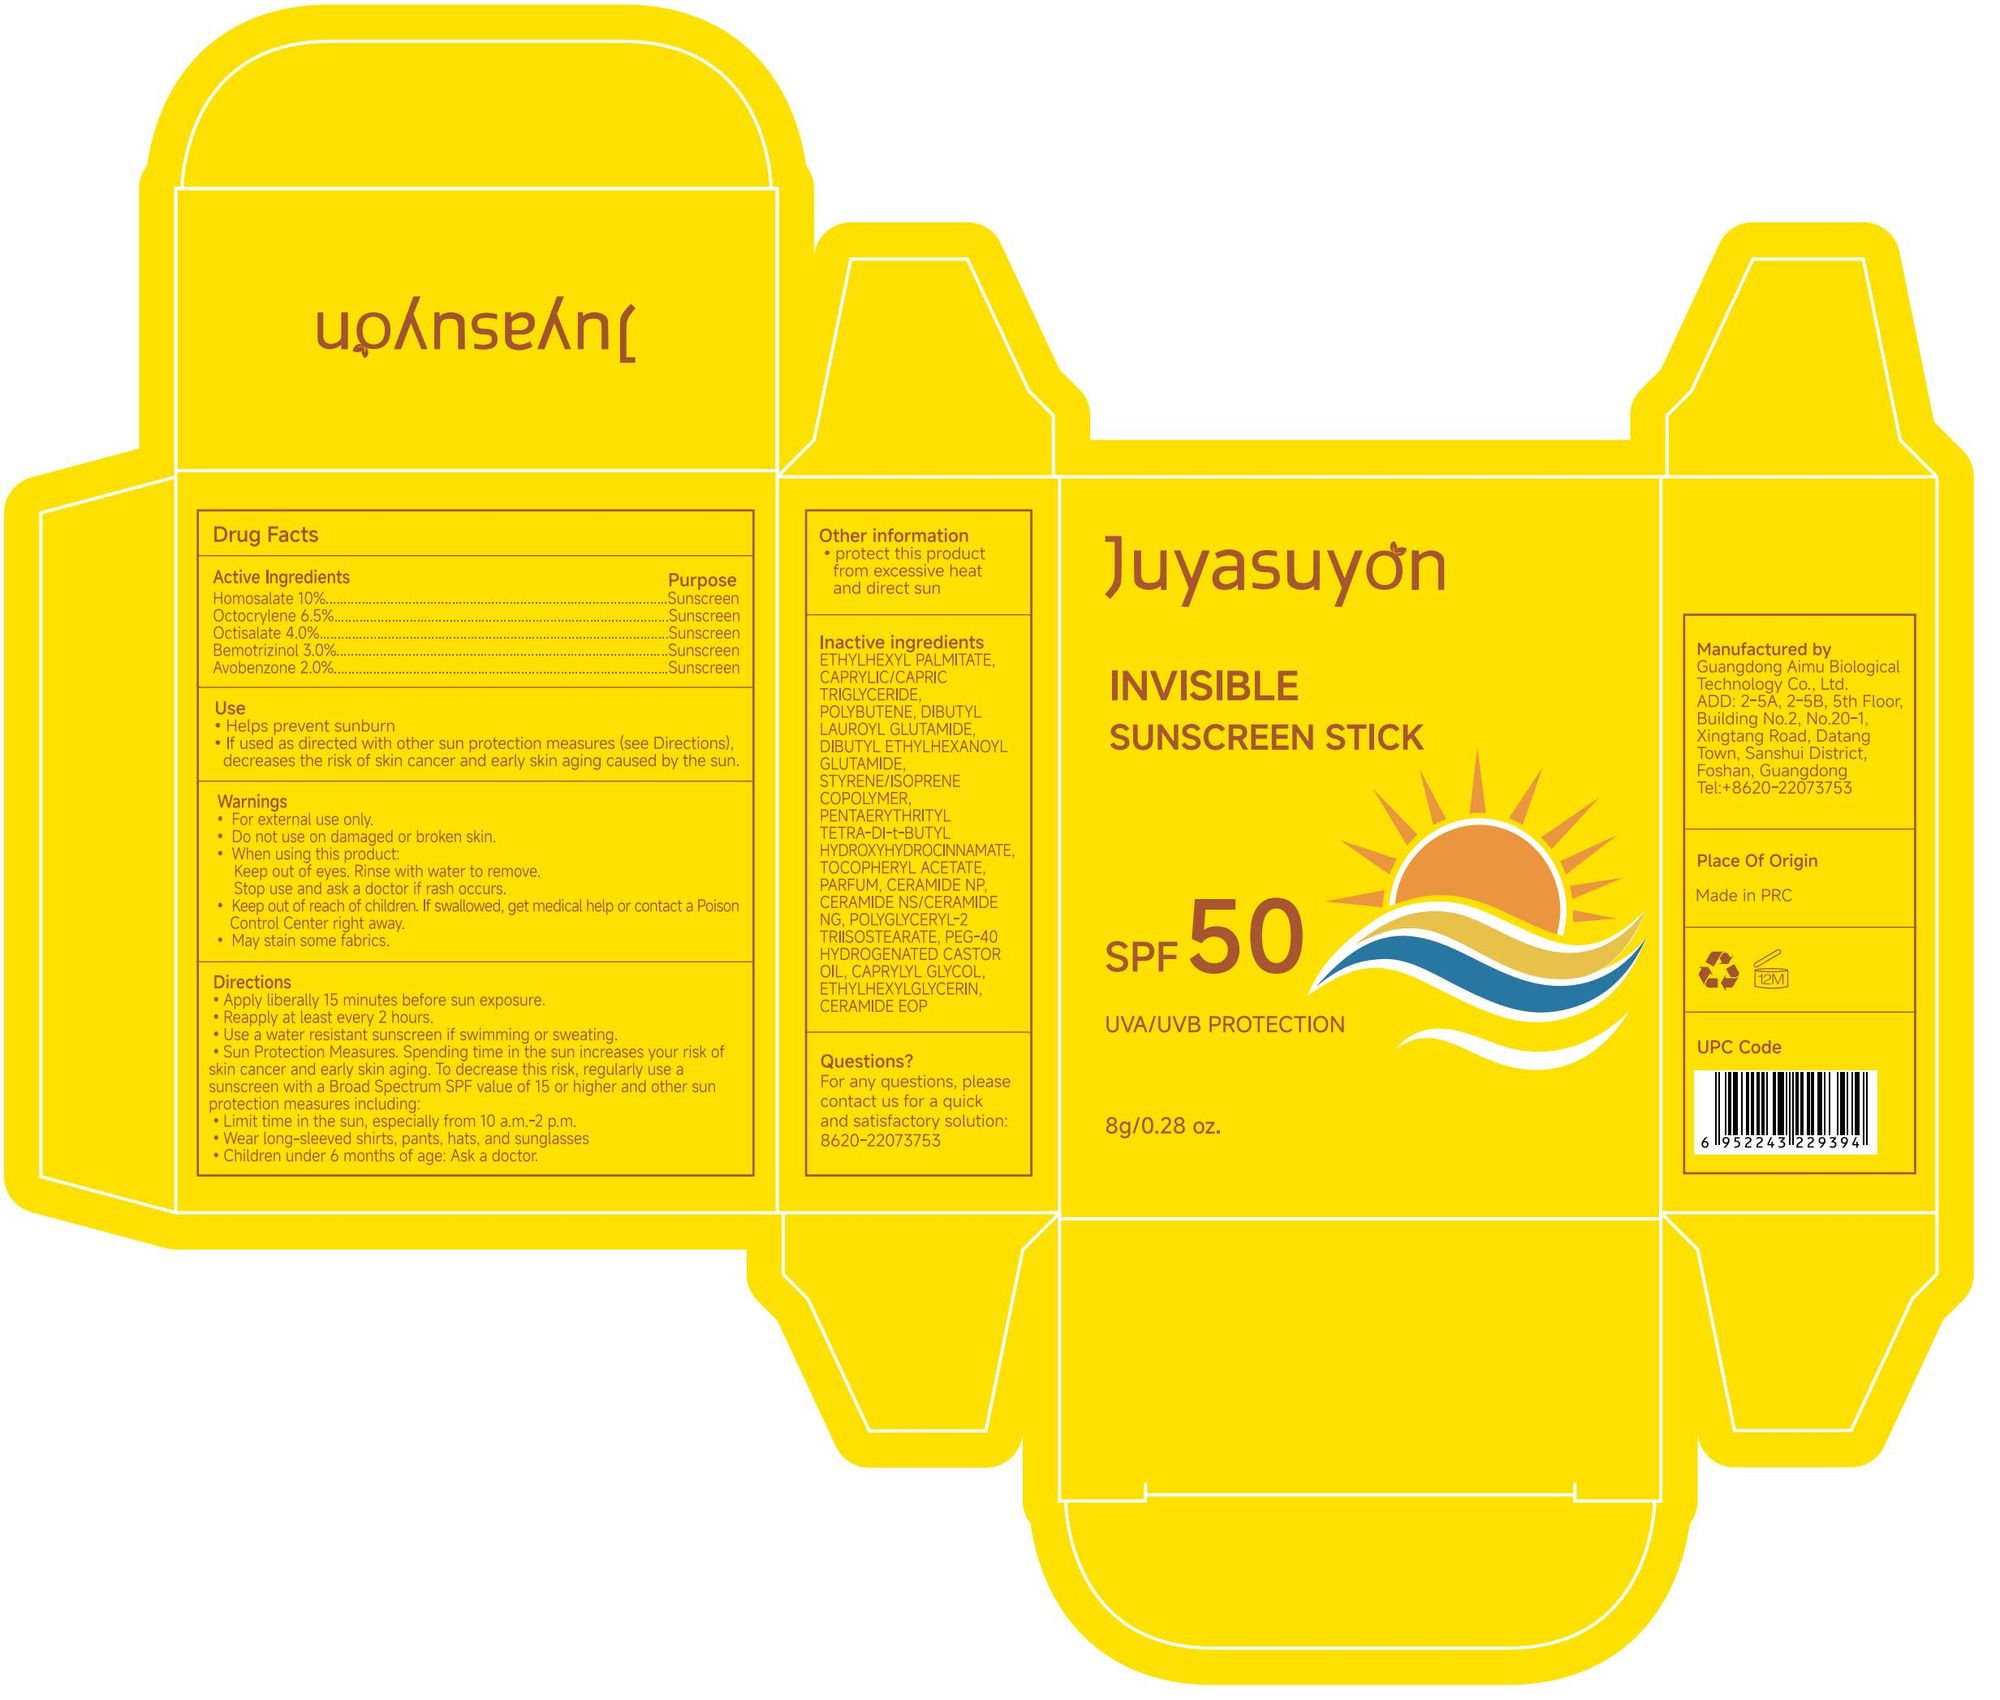 Juyasuyon
Drug Facts
Active Ingredients Purpose
Homosalate 10%........Sunscreen
Octocrylene 6.5%........Sunscreen
Octisalate 4.0%........Sunscreen
Bemotrizinol 3.0%........Sunscreen
Avobenzone 2.0%........Sunscreen
Use
• Helps prevent sunburn
• If used as directed with other sun protection measures (see Directions),
decreases the risk of skin cancer and early skin aging caused by the sun.
Warnings
• For external use only.
• Do not use on damaged or broken skin.
• When using this product:
Keep out of eyes. Rinse with water to remove.
Stop use and ask a doctor if rash occurs.
• Keep out of reach of children. If swallowed, get medical help or contact a Poison
Control Center right away.
• May stain some fabrics.
Directions
• Apply liberally 15 minutes before sun exposure.
• Reapply at least every 2 hours.
• Use a water resistant sunscreen if swimming or sweating.
• Sun Protection Measures. Spending time in the sun increases your risk of
skin cancer and early skin aging. To decrease this risk, regularly use a
sunscreen with a Broad Spectrum SPF value of 15 or higher and other sun
protection measures including:
• Limit time in the sun, especially from 10 a.m.-2 p.m.
• Wear long-sleeved shirts, pants, hats, and sunglasses
• Children under 6 months of age: Ask a doctor.
Other information
• protect this product
from excessive heat
and direct sun
Inactive ingredients
ETHYLHEXYL PALMITATE,
CAPRYLIC/CAPRIC
TRIGLYCERIDE,
POLYBUTENE, DIBUTYL
LAUROYL GLUTAMIDE,
DIBUTYL ETHYLHEXANOYL
GLUTAMIDE,
STYRENE/ISOPRENE
COPOLYMER,
PENTAERYTHRITYL
TETRA-DI-t-BUTYL
HYDROXYHYDROCINNAMATE,
TOCOPHERYL ACETATE,
PARFUM, CERAMIDE NP,
CERAMIDE NS/CERAMIDE
NG, POLYGLYCERYL-2
TRIISOSTEARATE, PEG-40
HYDROGENATED CASTOR
OIL, CAPRYLYL GLYCOL,
ETHYLHEXYLGLYCERIN,
CERAMIDE EOP
Questions?
For any questions, please
contact us for a quick
and satisfactory solution:
8620-22073753
Juyasuyon
INVISIBLE
SUNSCREEN STICK
SPF 50
UVA/UVB PROTECTION
8g/0.28 oz.
Manufactured by
Guangdong Aimu Biological
Technology Co., Ltd.
ADD: 2-5A, 2-5B, 5th Floor,
Building No.2, No.20-1,
Xingtang Road, Datang
Town, Sanshui District,
Foshan, Guangdong
Tel:+8620-22073753
Place Of Origin
Made in PRC
12M
UPC Code
6 952243 229394